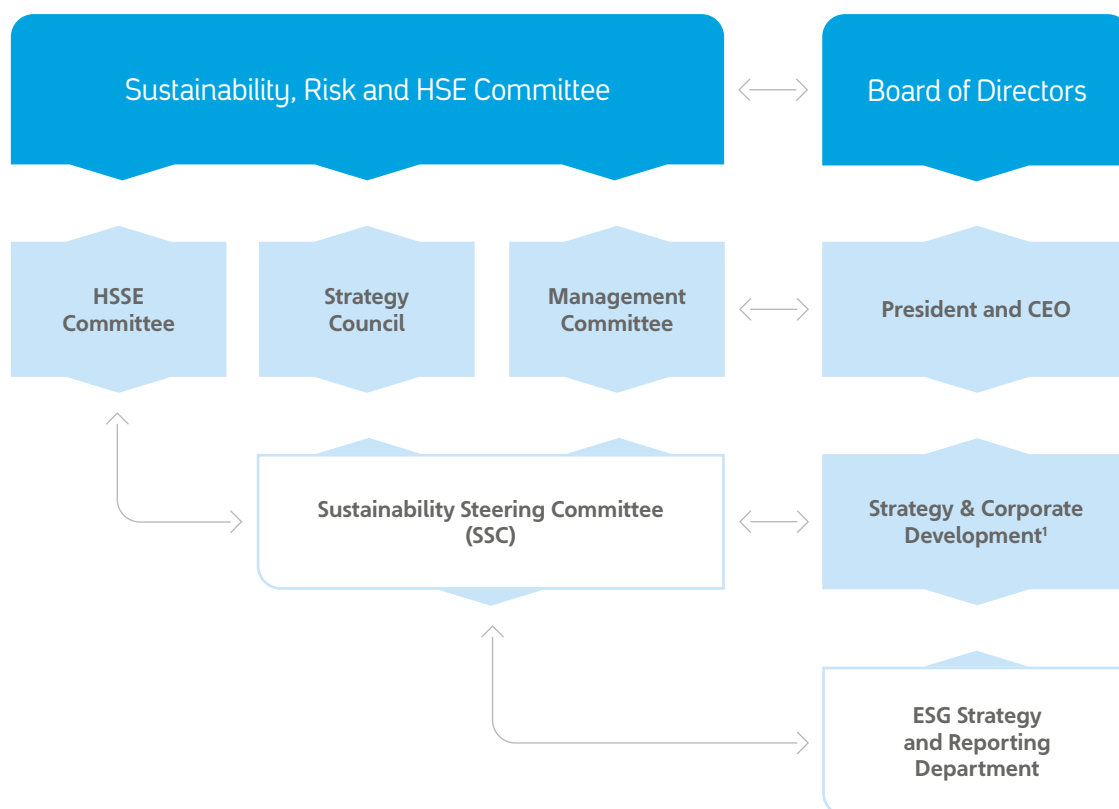 Sustainability, Risk and HSE Committee
Board of Directors
HSSE
Committee
Strategy
Council
Management
Committee
President and CEO
Sustainability Steering Committee
(SSC)
Strategy & Corporate
Development¹
ESG Strategy
and Reporting
Department